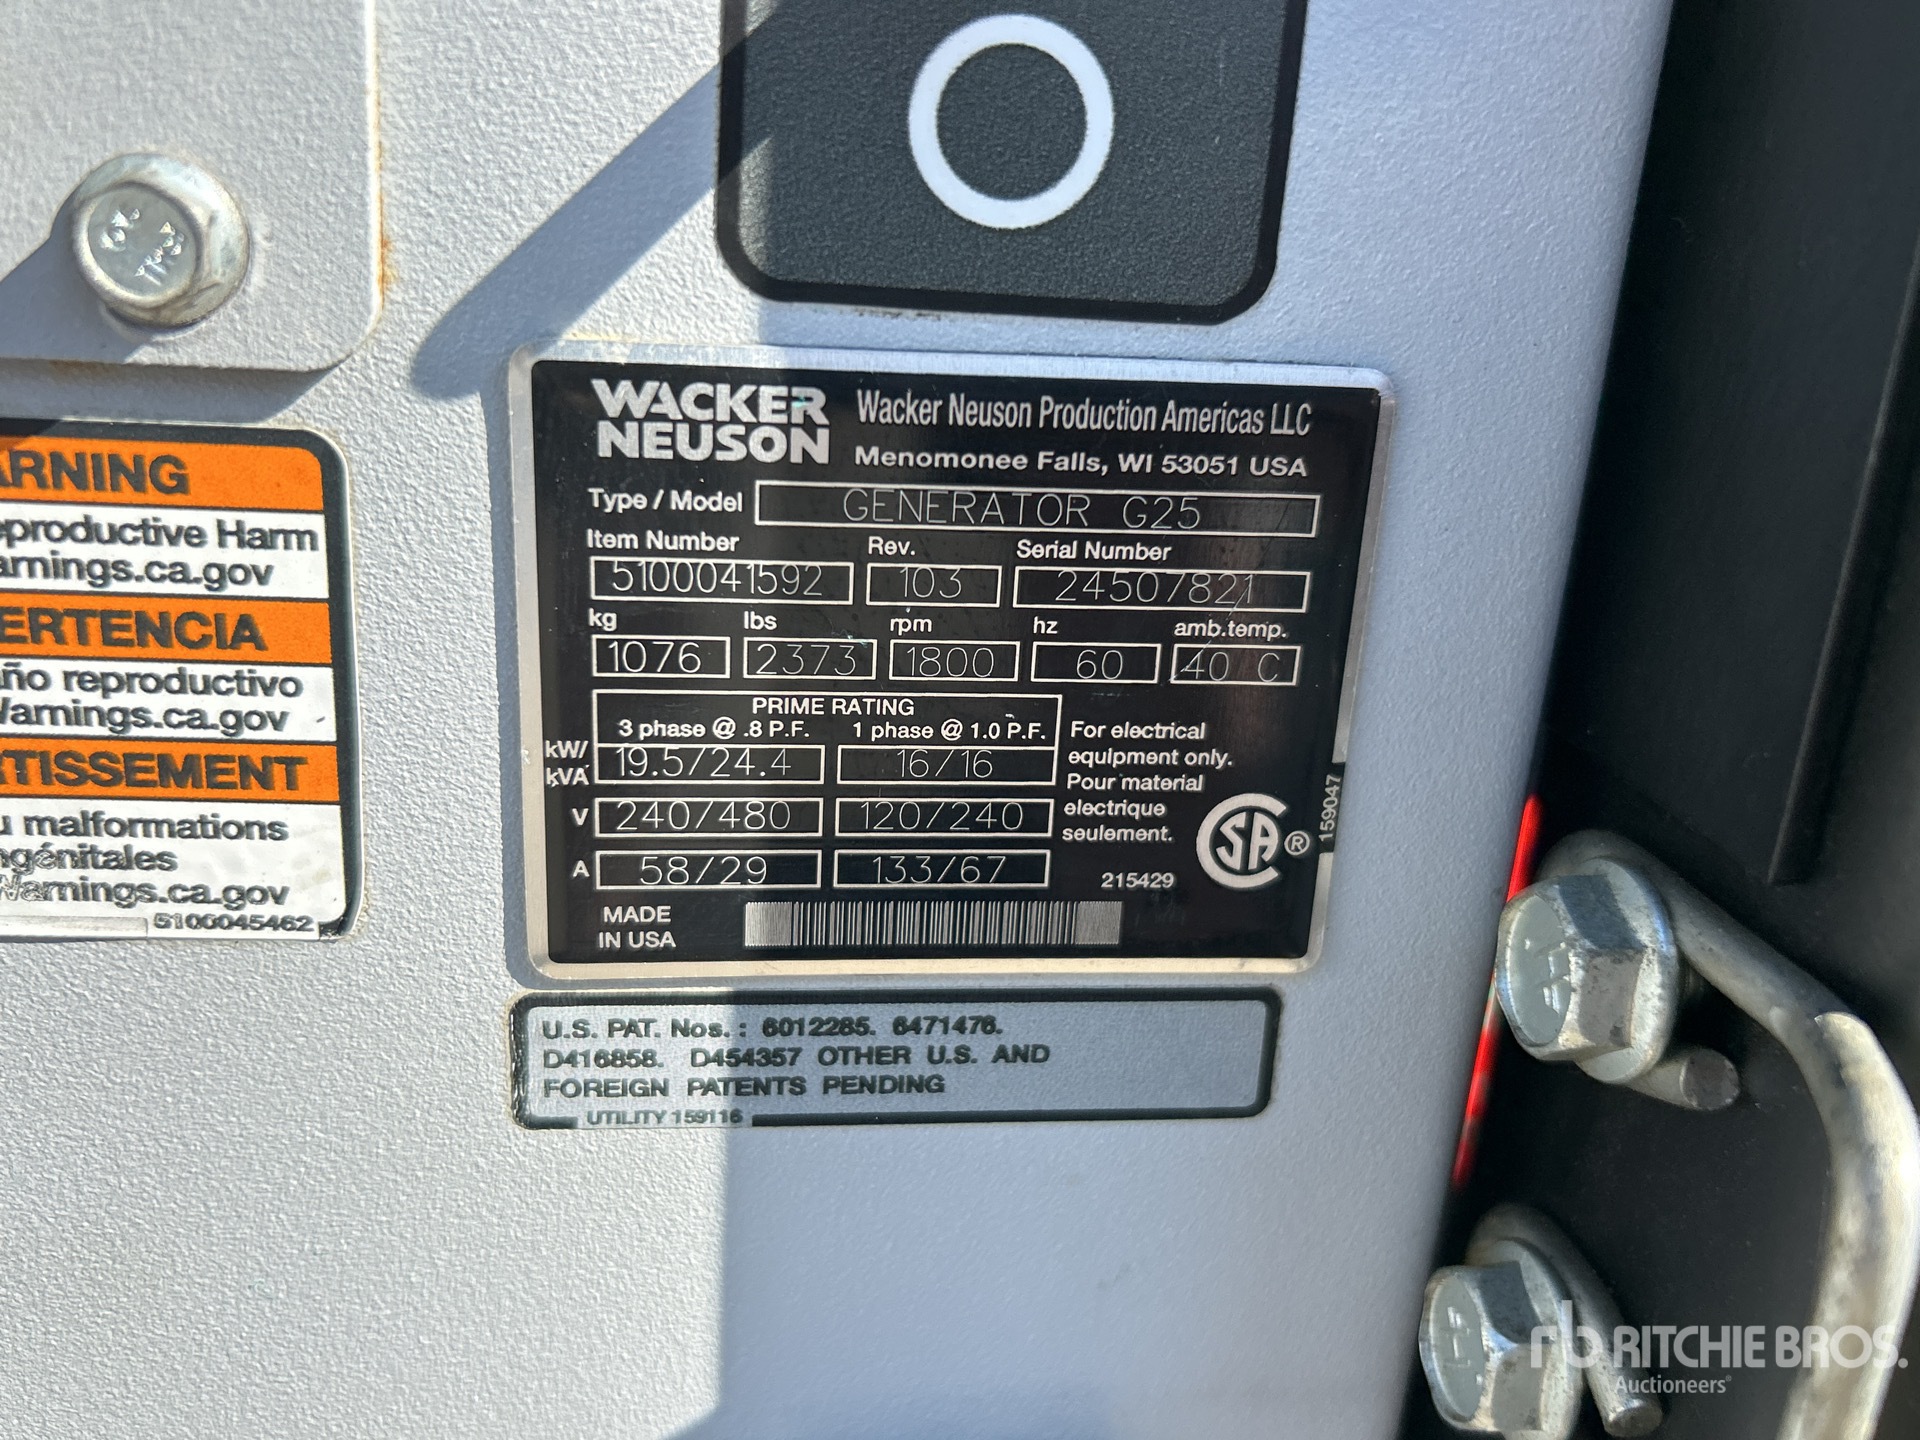 WACKER
NEUSON
Wacker Neuson Production Americas LLC
Menomonee Falls, WI 53051 USA
Type / Model GENERATOR G25
Item Number Rev. Serial Number
5100041592 103 24507821
kg lbs rpm hz amb.temp.
1076 2373 1800 60 40 C
PRIME RATING
3 phase @ .8 P.F. 1 phase @ 1.0 P.F.
kW/
kVA 19.5/24.4 16/16
V 240/480 120/240
A 58/29 133/67
For electrical
equipment only.
Pour material
electrique
seulement.
215429
CSA®
159047
MADE
IN USA
U.S. PAT. Nos.: 6012285. 6471476.
D416858. D454357 OTHER U.S. AND
FOREIGN PATENTS PENDING
UTILITY 159116
ARNING
eproductive Harm
arnings.ca.gov
ERTENCIA
ño reproductivo
Warnings.ca.gov
RTISSEMENT
u malformations
ngénitales
Warnings.ca.gov
5100045462
rb RITCHIE BROS.
Auctioneers®